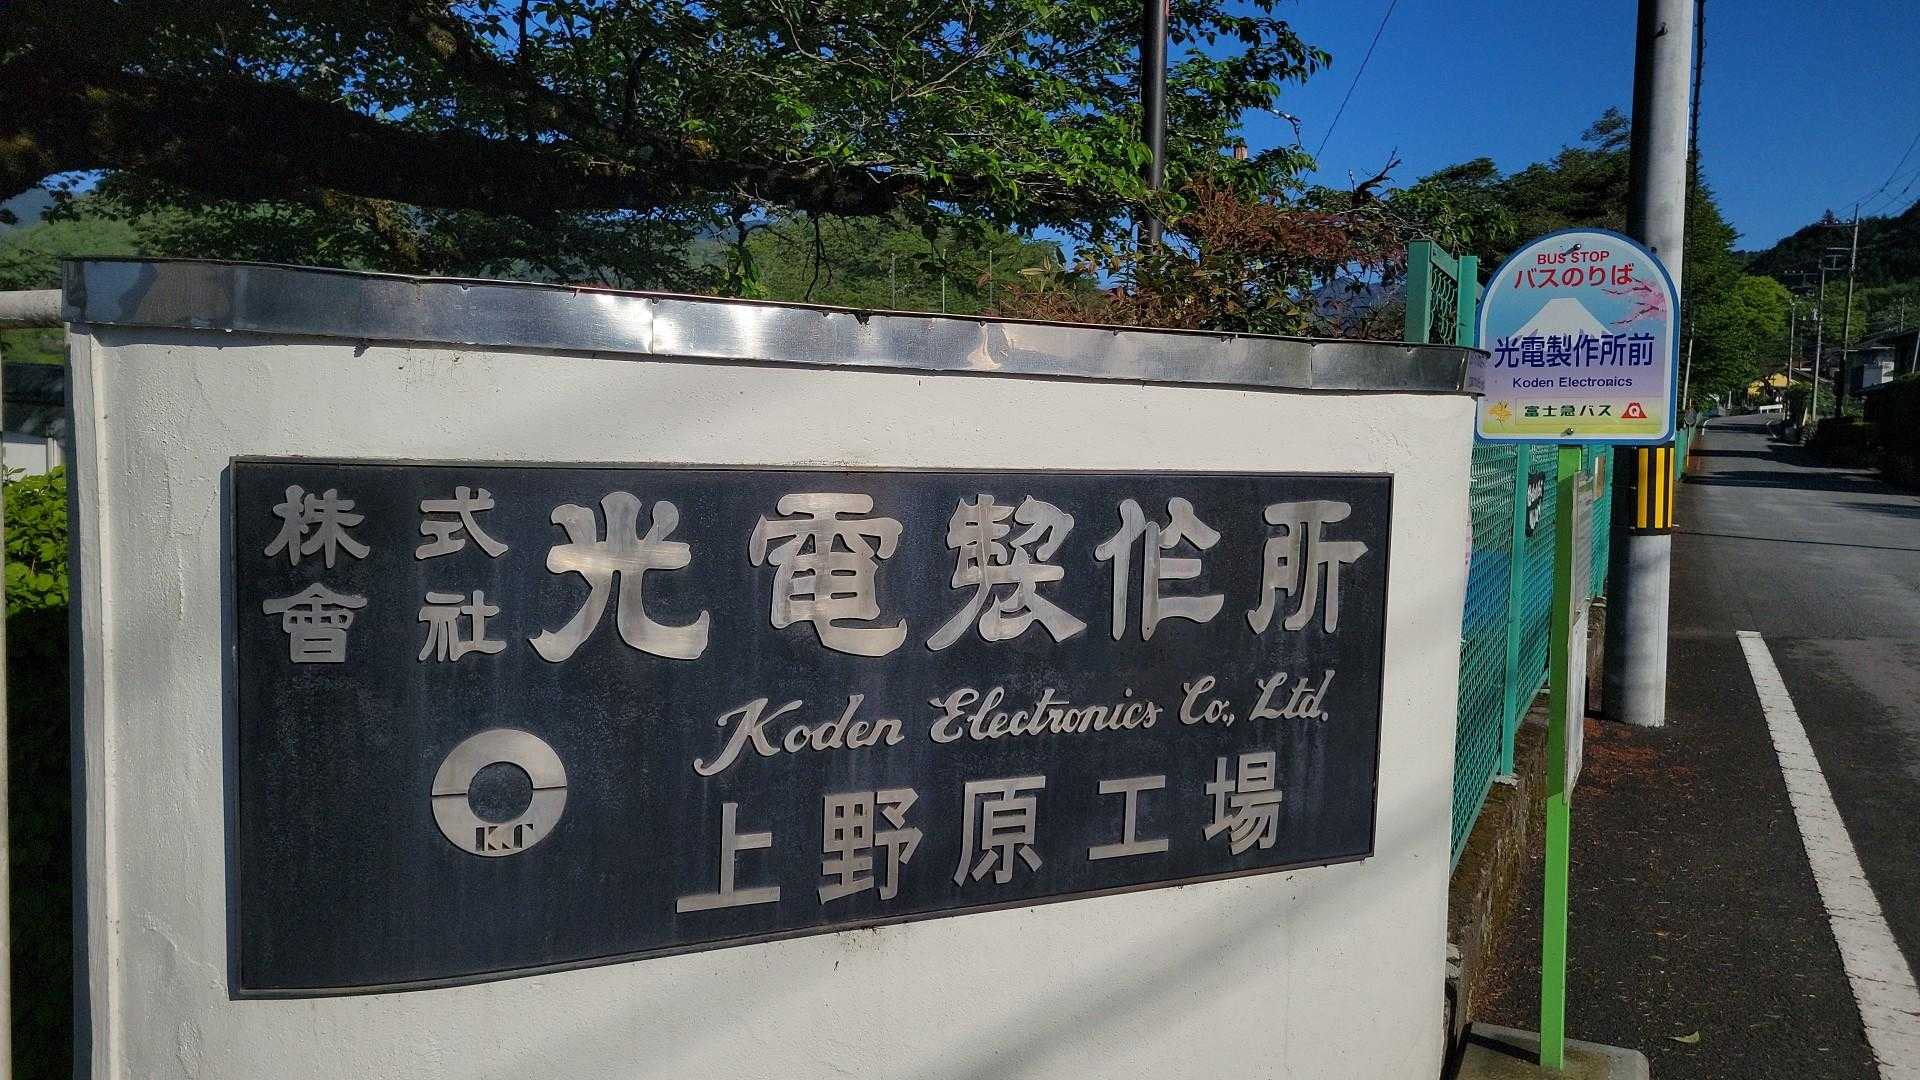 株式
會社
光電製作所
Koden Electronics Co., Ltd.
上野原工場
BUS STOP
バスのりば
光電製作所前
Koden Electronics
富士急バス